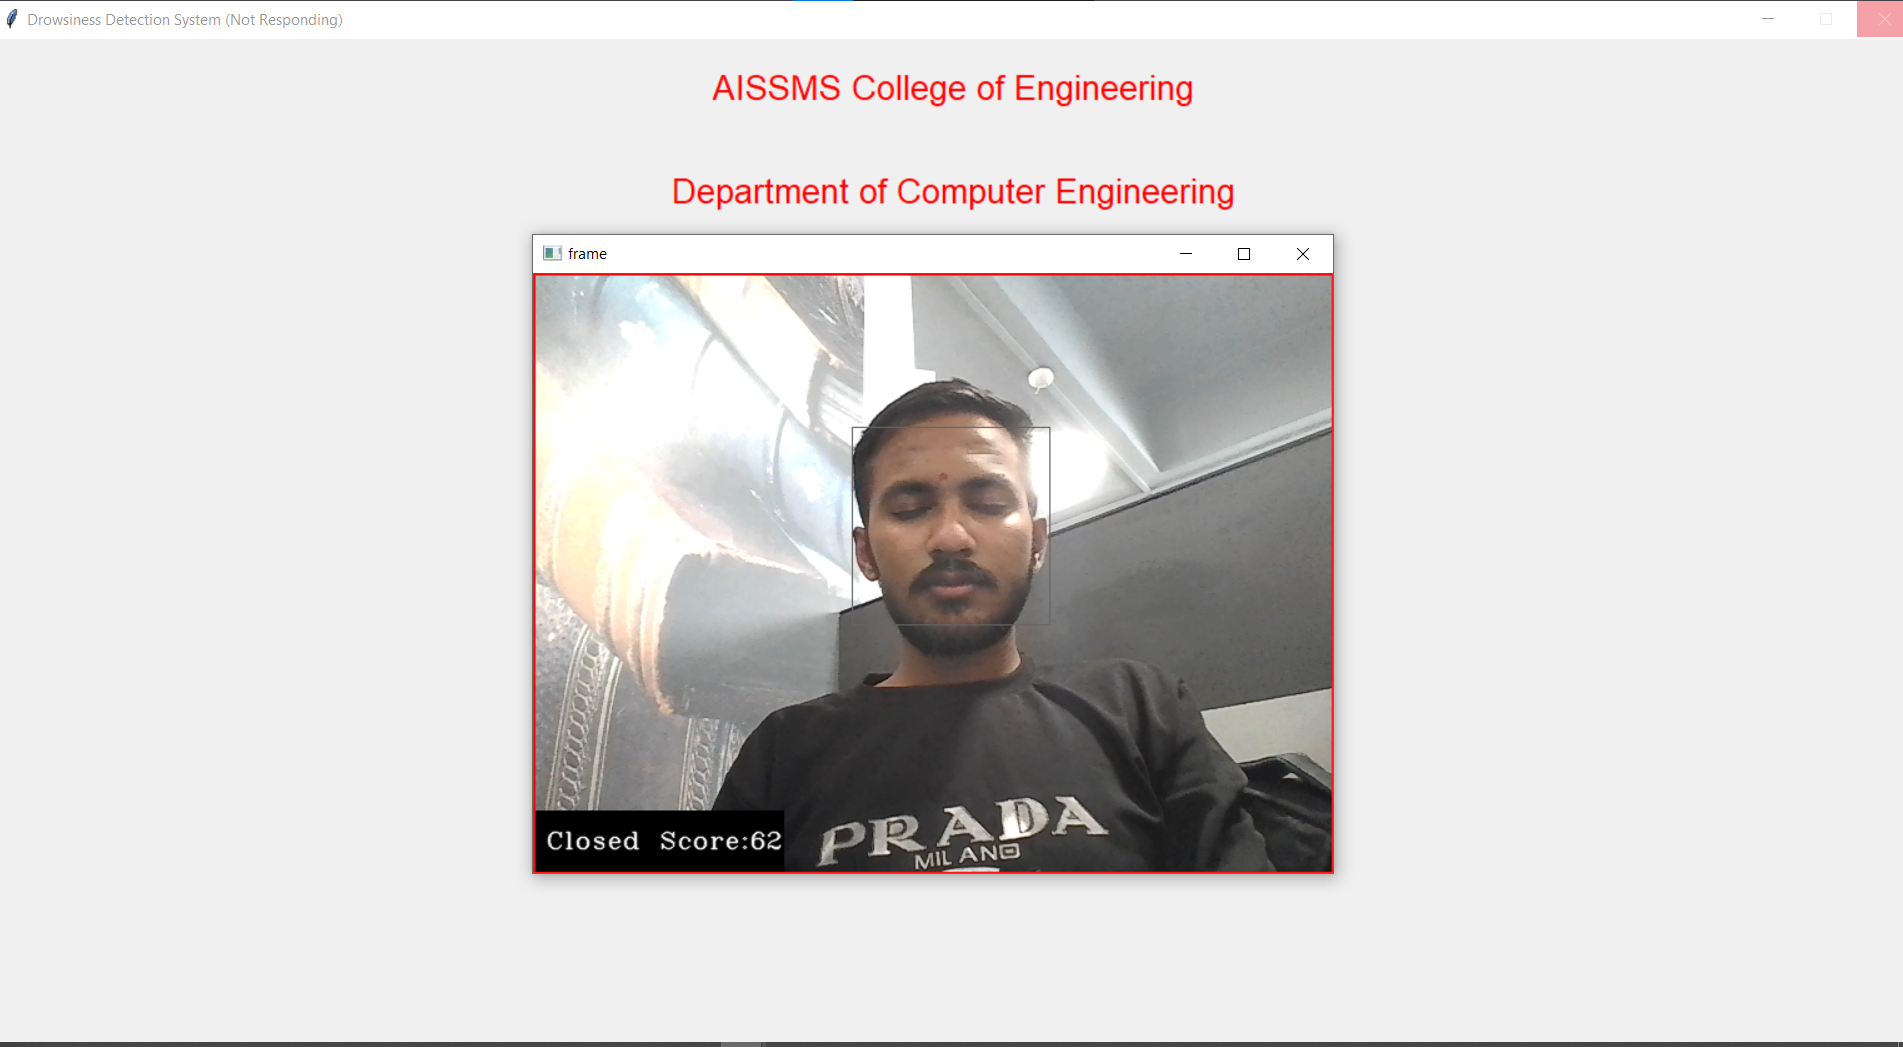 Drowsiness Detection System (Not Responding)
AISSMS College of Engineering
Department of Computer Engineering
frame
PRADA
MILANO
Closed Score:62